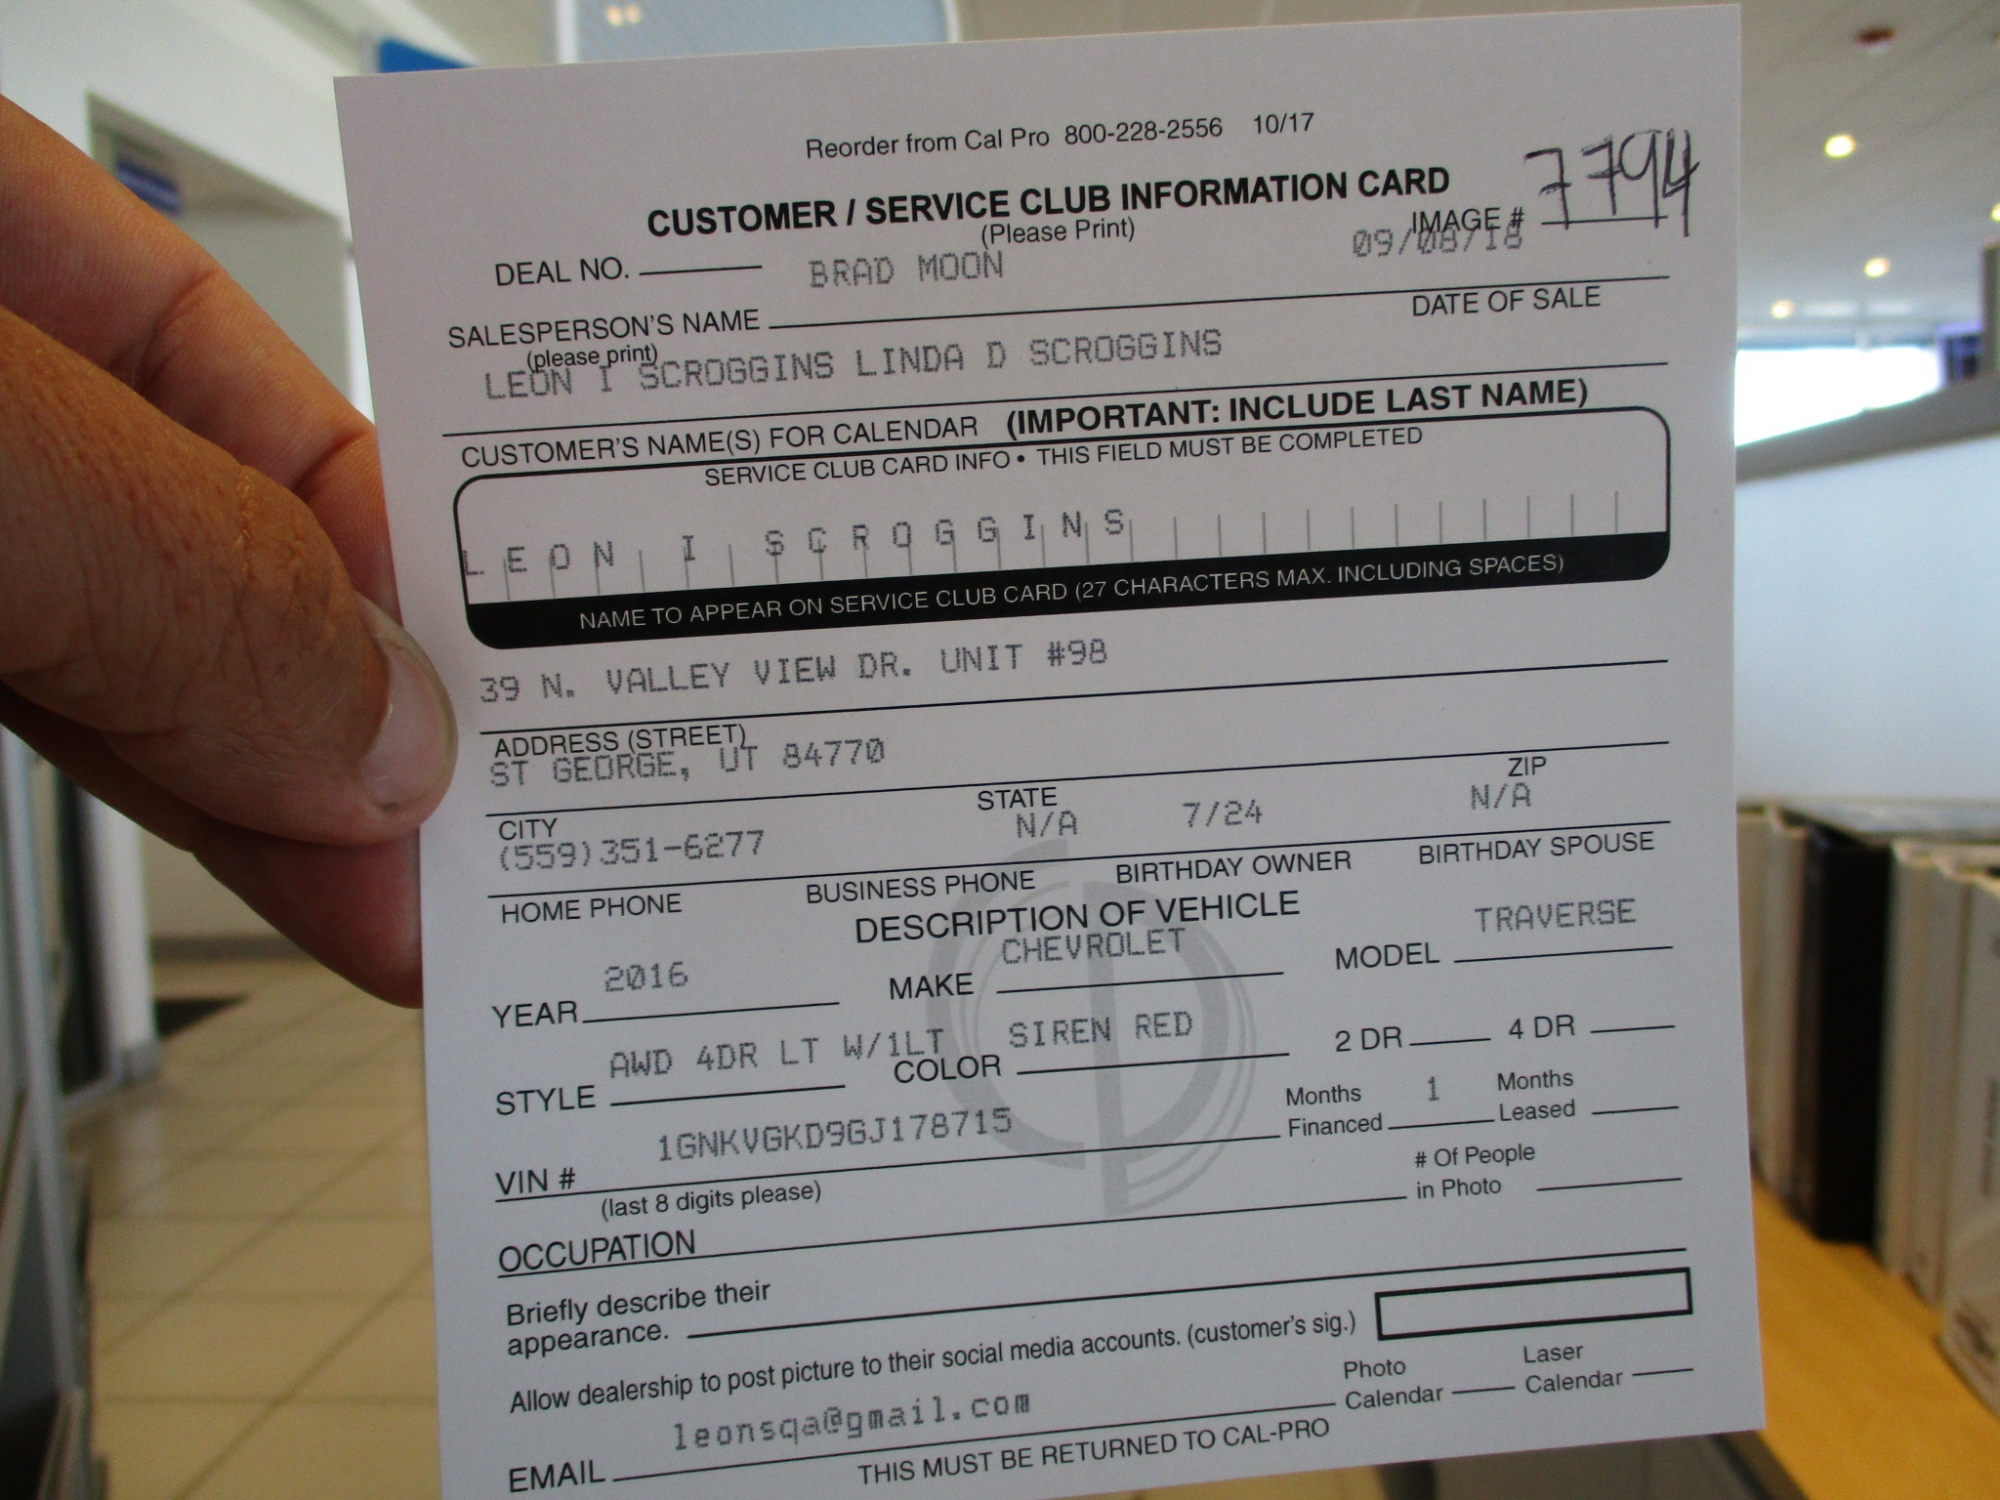 Reorder from Cal Pro 800-228-2556 10/17
7794
CUSTOMER / SERVICE CLUB INFORMATION CARD
(Please Print) IMAGE #
DEAL NO. BRAD MOON 09/08/18
SALESPERSON'S NAME DATE OF SALE
(please print)
LEON I SCROGGINS LINDA D SCROGGINS
CUSTOMER'S NAME(S) FOR CALENDAR (IMPORTANT: INCLUDE LAST NAME)
SERVICE CLUB CARD INFO • THIS FIELD MUST BE COMPLETED
LEON I SCROGGINS
NAME TO APPEAR ON SERVICE CLUB CARD (27 CHARACTERS MAX. INCLUDING SPACES)
39 N. VALLEY VIEW DR. UNIT #98
ADDRESS (STREET)
ST GEORGE, UT 84770
CITY STATE ZIP
(559)351-6277 N/A 7/24 N/A
HOME PHONE BUSINESS PHONE BIRTHDAY OWNER BIRTHDAY SPOUSE
DESCRIPTION OF VEHICLE
YEAR 2016 MAKE CHEVROLET MODEL TRAVERSE
STYLE AWD 4DR LT W/1LT COLOR SIREN RED 2 DR 4 DR
VIN # 1GNKVGKD9GJ178715 Months Financed 1 Months Leased
(last 8 digits please)
OCCUPATION # Of People in Photo
Briefly describe their
appearance.
Allow dealership to post picture to their social media accounts. (customer's sig.)
EMAIL leonsqa@gmail.com Photo Calendar Laser Calendar
THIS MUST BE RETURNED TO CAL-PRO